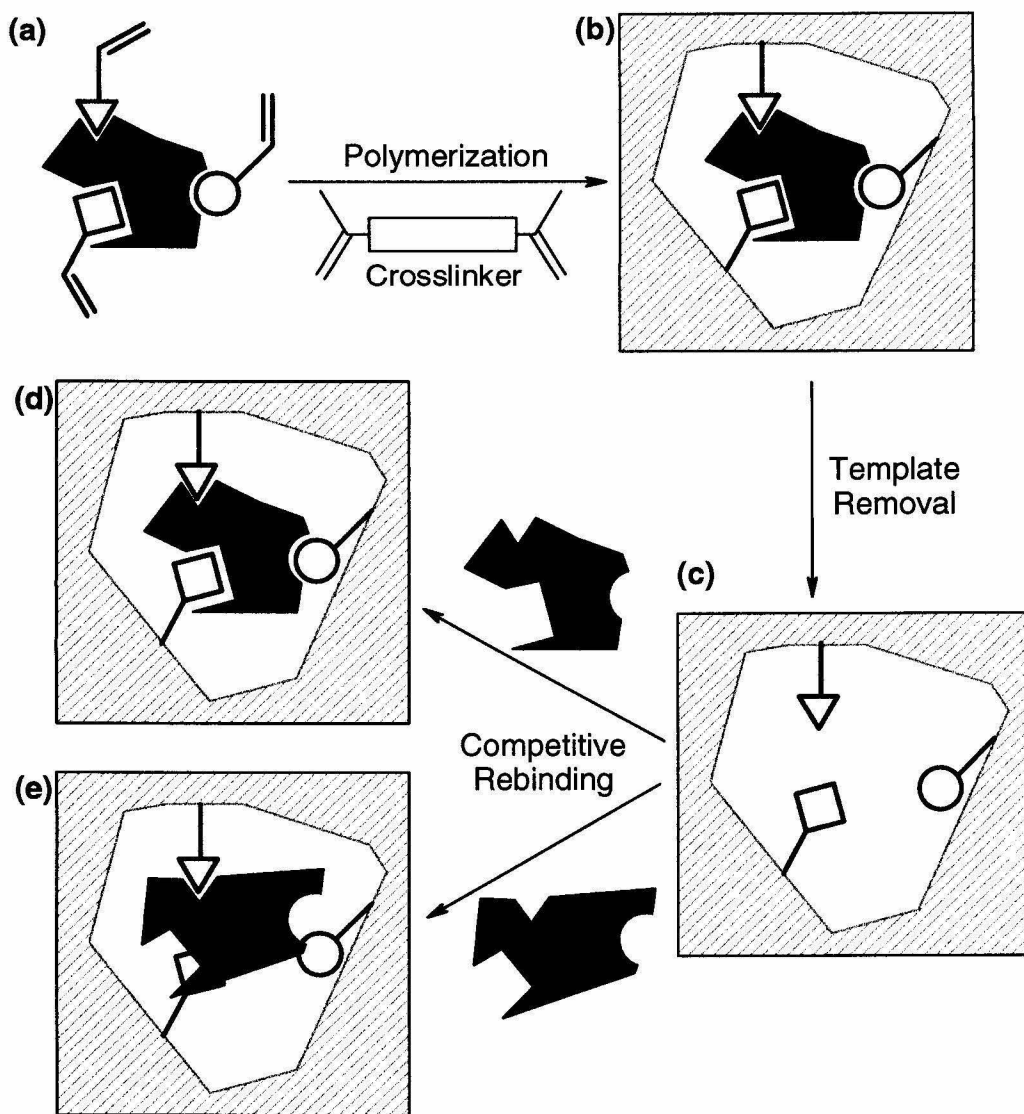 (a)
(b)
Polymerization
Crosslinker
(d)
Template
Removal
(c)
Competitive
Rebinding
(e)